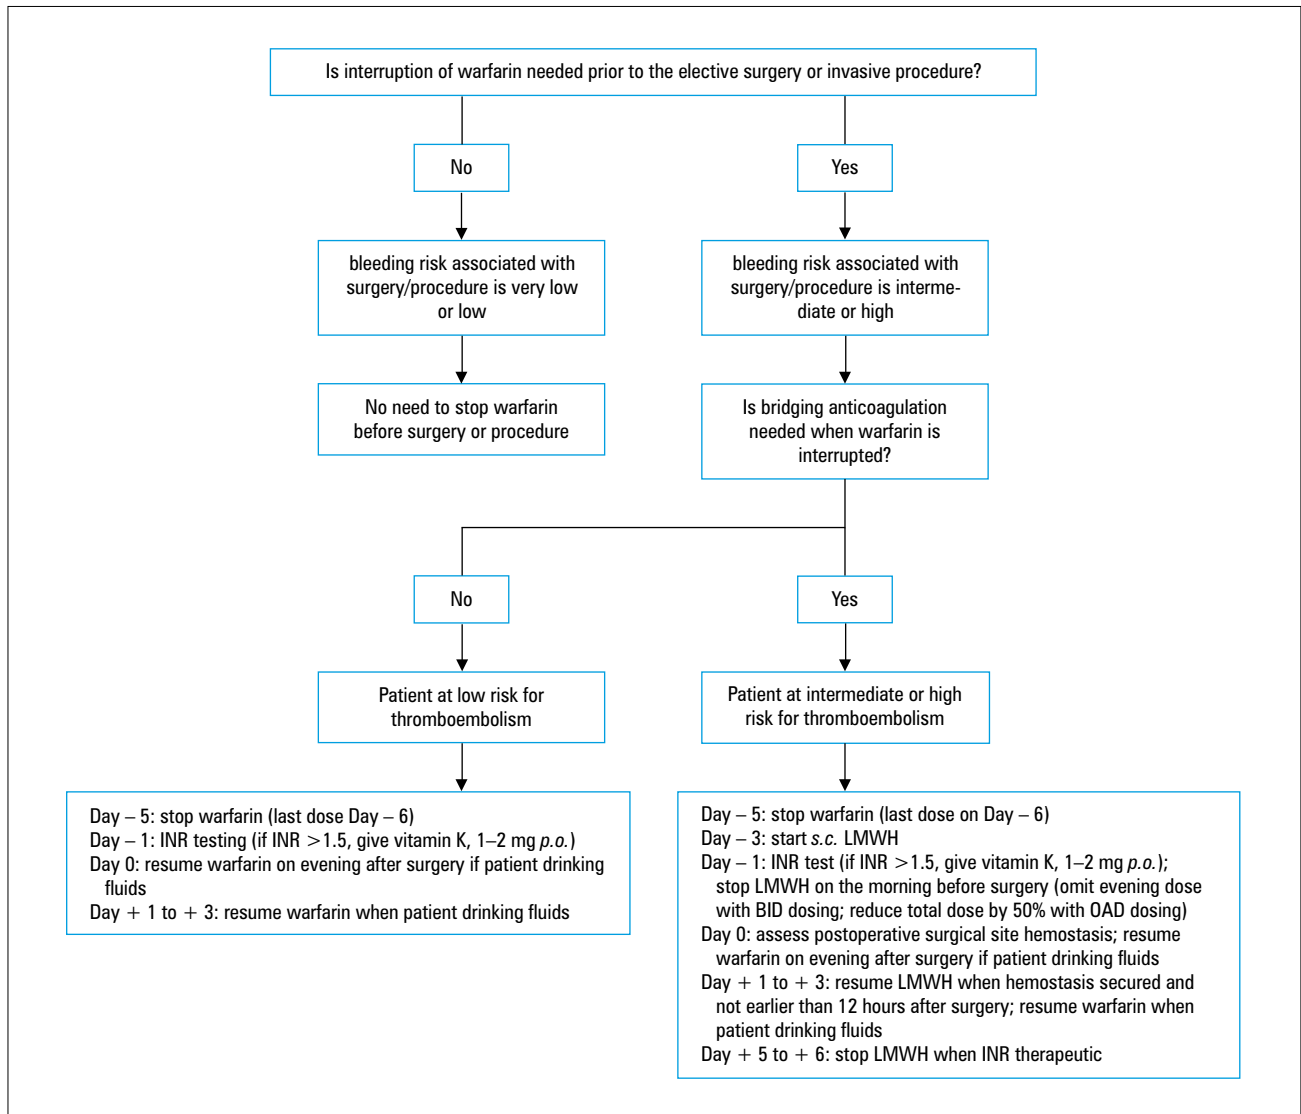 Is interruption of warfarin needed prior to the elective surgery or invasive procedure?
No
Yes
bleeding risk associated with
surgery/procedure is very low
or low
bleeding risk associated with
surgery/procedure is interme-
diate or high
No need to stop warfarin
before surgery or procedure
Is bridging anticoagulation
needed when warfarin is
interrupted?
No
Yes
Patient at low risk for
thromboembolism
Patient at intermediate or high
risk for thromboembolism
Day – 5: stop warfarin (last dose Day – 6)
Day – 1: INR testing (if INR >1.5, give vitamin K, 1–2 mg p.o.)
Day 0: resume warfarin on evening after surgery if patient drinking
fluids
Day + 1 to + 3: resume warfarin when patient drinking fluids
Day – 5: stop warfarin (last dose on Day – 6)
Day – 3: start s.c. LMWH
Day – 1: INR test (if INR >1.5, give vitamin K, 1–2 mg p.o.);
stop LMWH on the morning before surgery (omit evening dose
with BID dosing; reduce total dose by 50% with OAD dosing)
Day 0: assess postoperative surgical site hemostasis; resume
warfarin on evening after surgery if patient drinking fluids
Day + 1 to + 3: resume LMWH when hemostasis secured and
not earlier than 12 hours after surgery; resume warfarin when
patient drinking fluids
Day + 5 to + 6: stop LMWH when INR therapeutic